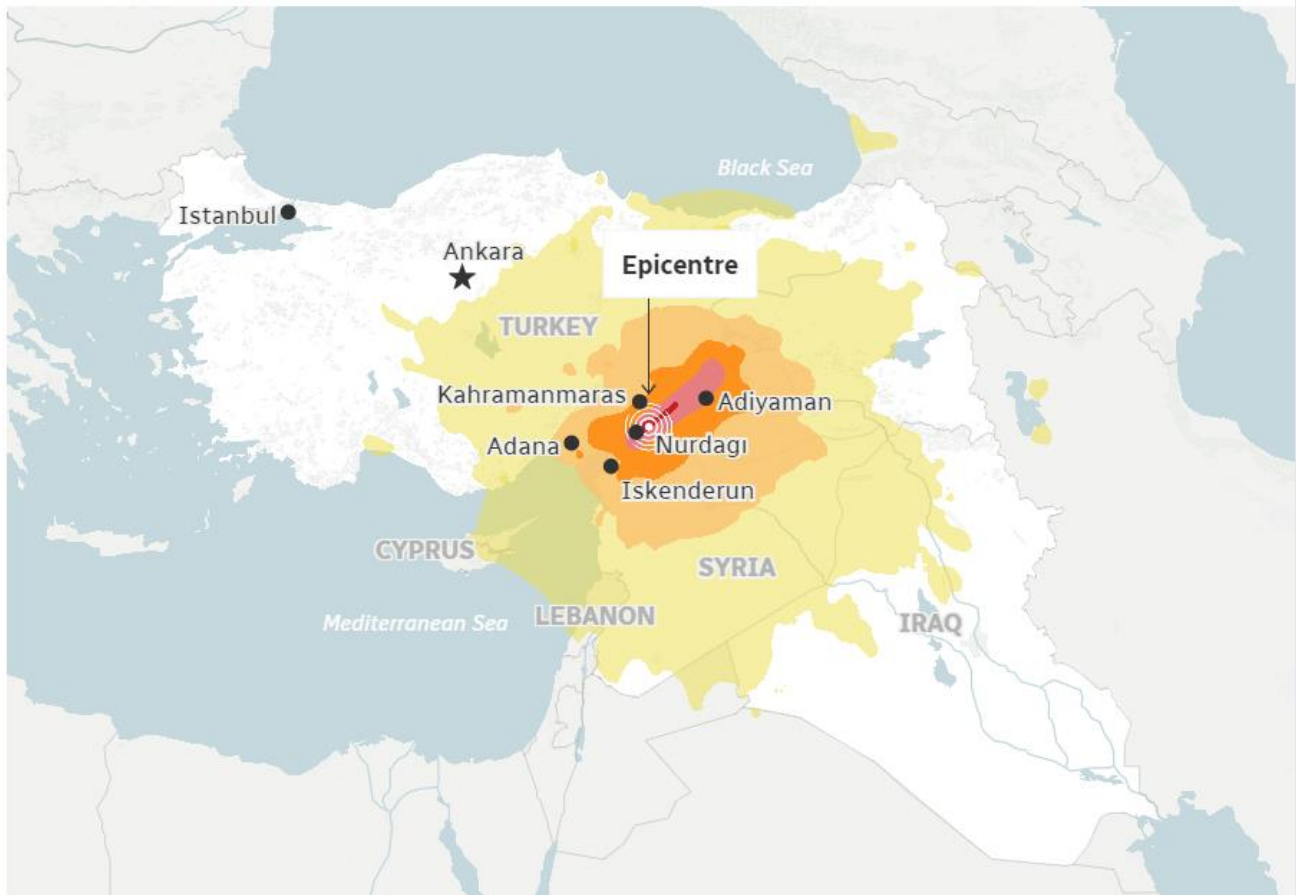 Black Sea
Istanbul
Ankara
Epicentre
TURKEY
Kahramanmaras
Adiyaman
Adana
Nurdagı
Iskenderun
CYPRUS
SYRIA
Mediterranean Sea
LEBANON
IRAQ